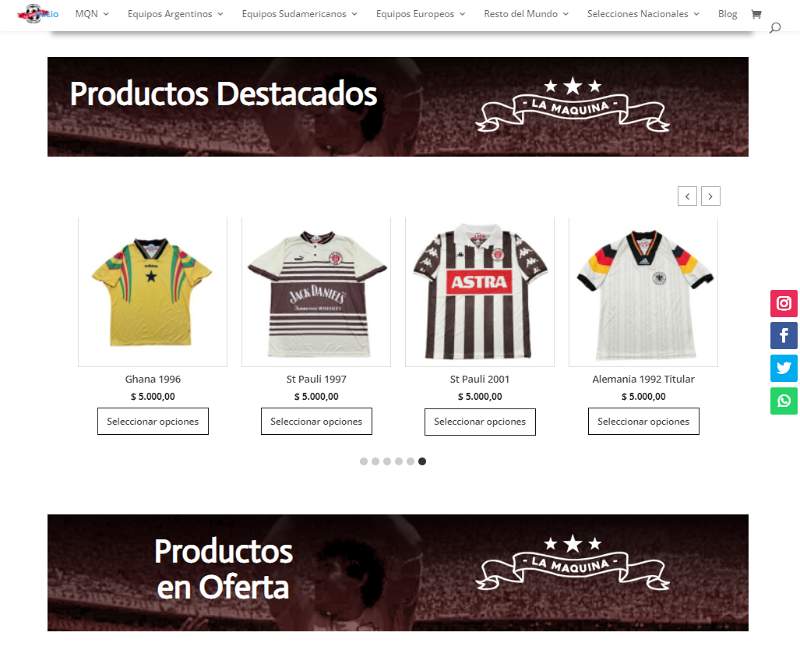 Inicio
MQN
Equipos Argentinos
Equipos Sudamericanos
Equipos Europeos
Resto del Mundo
Selecciones Nacionales
Blog
Productos Destacados
- LA MAQUINA -
adidas
JACK DANIEL'S
Tennessee WHISKEY
ASTRA
Ghana 1996
St Pauli 1997
St Pauli 2001
Alemania 1992 Titular
$ 5.000,00
$ 5.000,00
$ 5.000,00
$ 5.000,00
Seleccionar opciones
Seleccionar opciones
Seleccionar opciones
Seleccionar opciones
Productos
en Oferta
- LA MAQUINA -